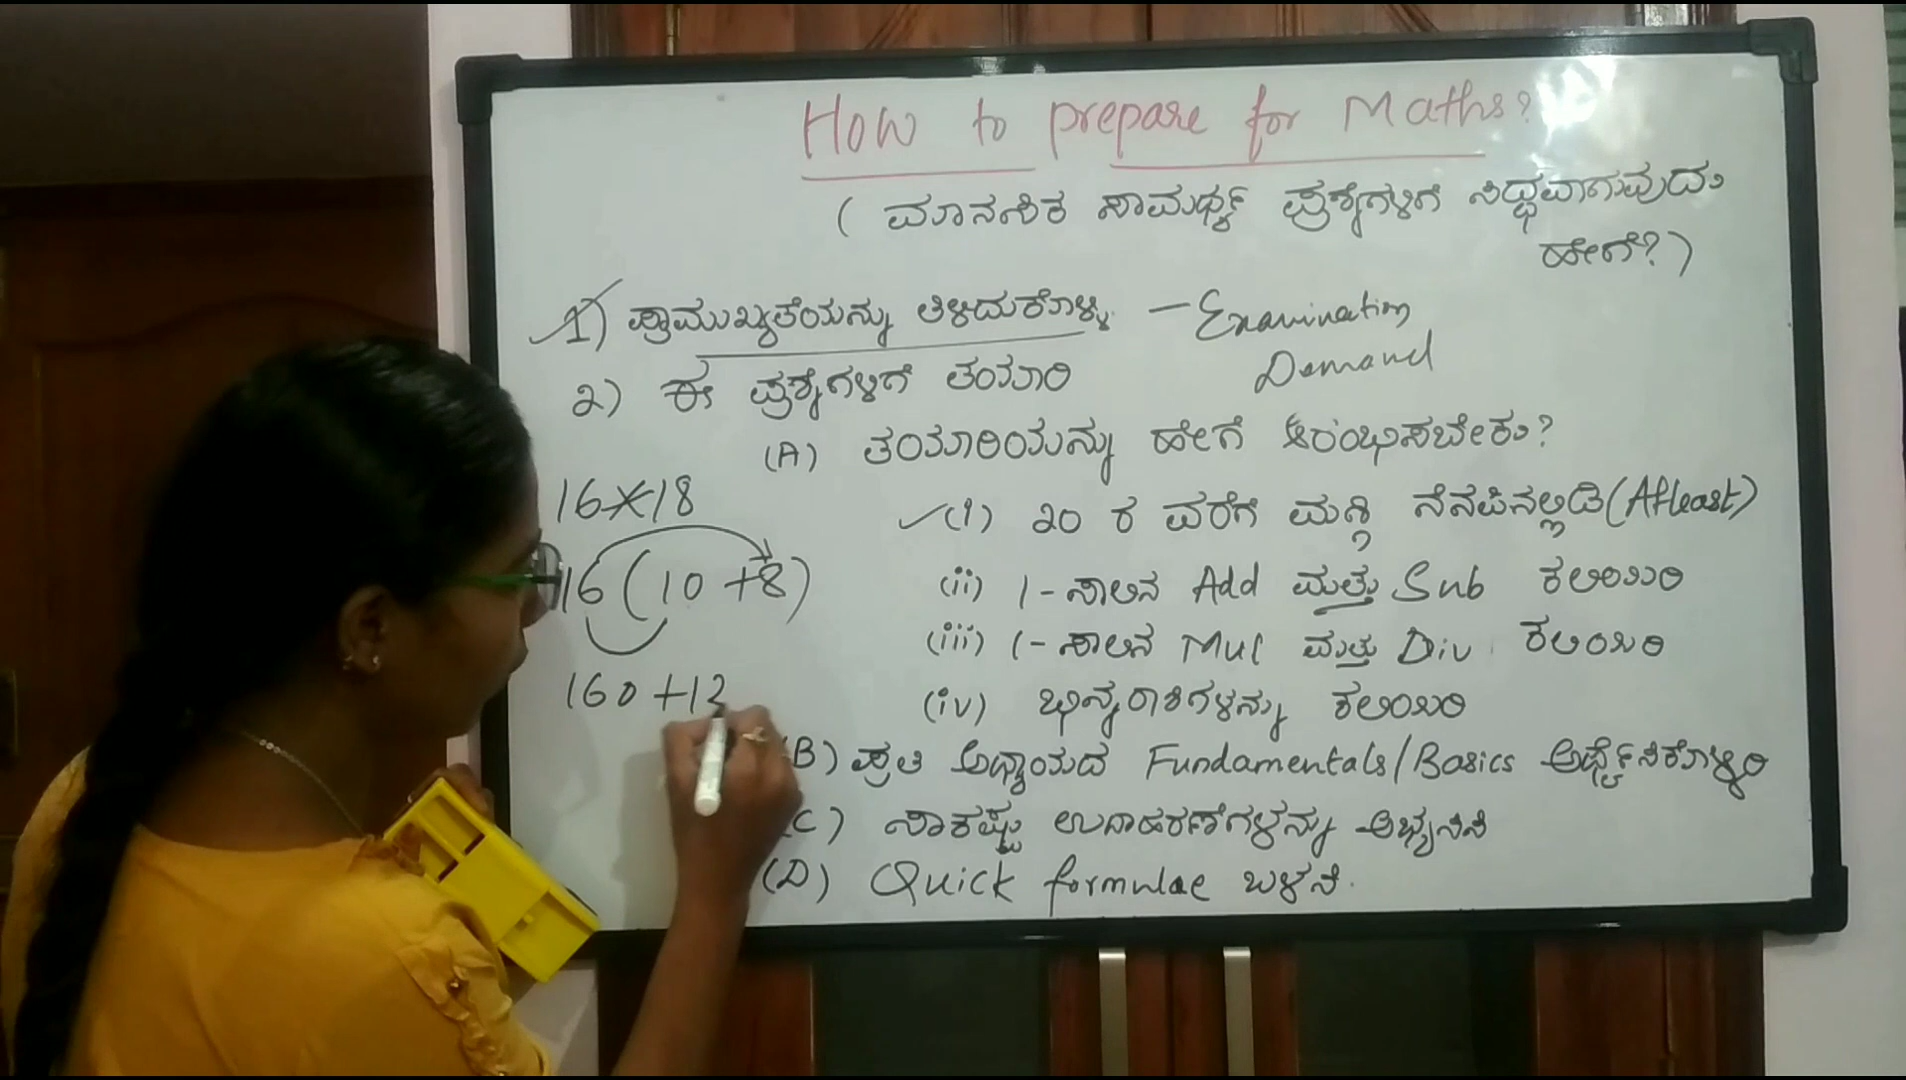 How to prepare for Maths?
( ಮಾನಸಿಕ ಸಾಮರ್ಥ್ಯ ಪ್ರಶ್ನೆಗಳಿಗೆ ಸಿದ್ಧವಾಗುವುದು
ಹೇಗೆ? )
1) ಪ್ರಾಮುಖ್ಯತೆಯನ್ನು ತಿಳಿದುಕೊಳ್ಳಿ - Examination
Demand
೨) ಈ ಪ್ರಶ್ನೆಗಳಿಗೆ ತಯಾರಿ
(A) ತಯಾರಿಯನ್ನು ಹೇಗೆ ಆರಂಭಿಸಬೇಕು?
(i) ೨೦ ರ ವರೆಗೆ ಮಗ್ಗಿ ನೆನಪಿನಲ್ಲಿಡಿ (Atleast)
(ii) 1-ಸಾಲಿನ Add ಮತ್ತು Sub ಕಲಿಯಿರಿ
(iii) 1-ಸಾಲಿನ Mul ಮತ್ತು Div ಕಲಿಯಿರಿ
(iv) ಭಿನ್ನರಾಶಿಗಳನ್ನು ಕಲಿಯಿರಿ
(B) ಪ್ರತಿ ಅಧ್ಯಾಯದ Fundamentals/Basics ಅರ್ಥೈಸಿಕೊಳ್ಳಿರಿ
(C) ಸಾಕಷ್ಟು ಉದಾಹರಣೆಗಳನ್ನು ಅಭ್ಯಸಿಸಿ
(D) Quick formulae ಬಳಸಿ.
16×18
16(10+8)
160+12